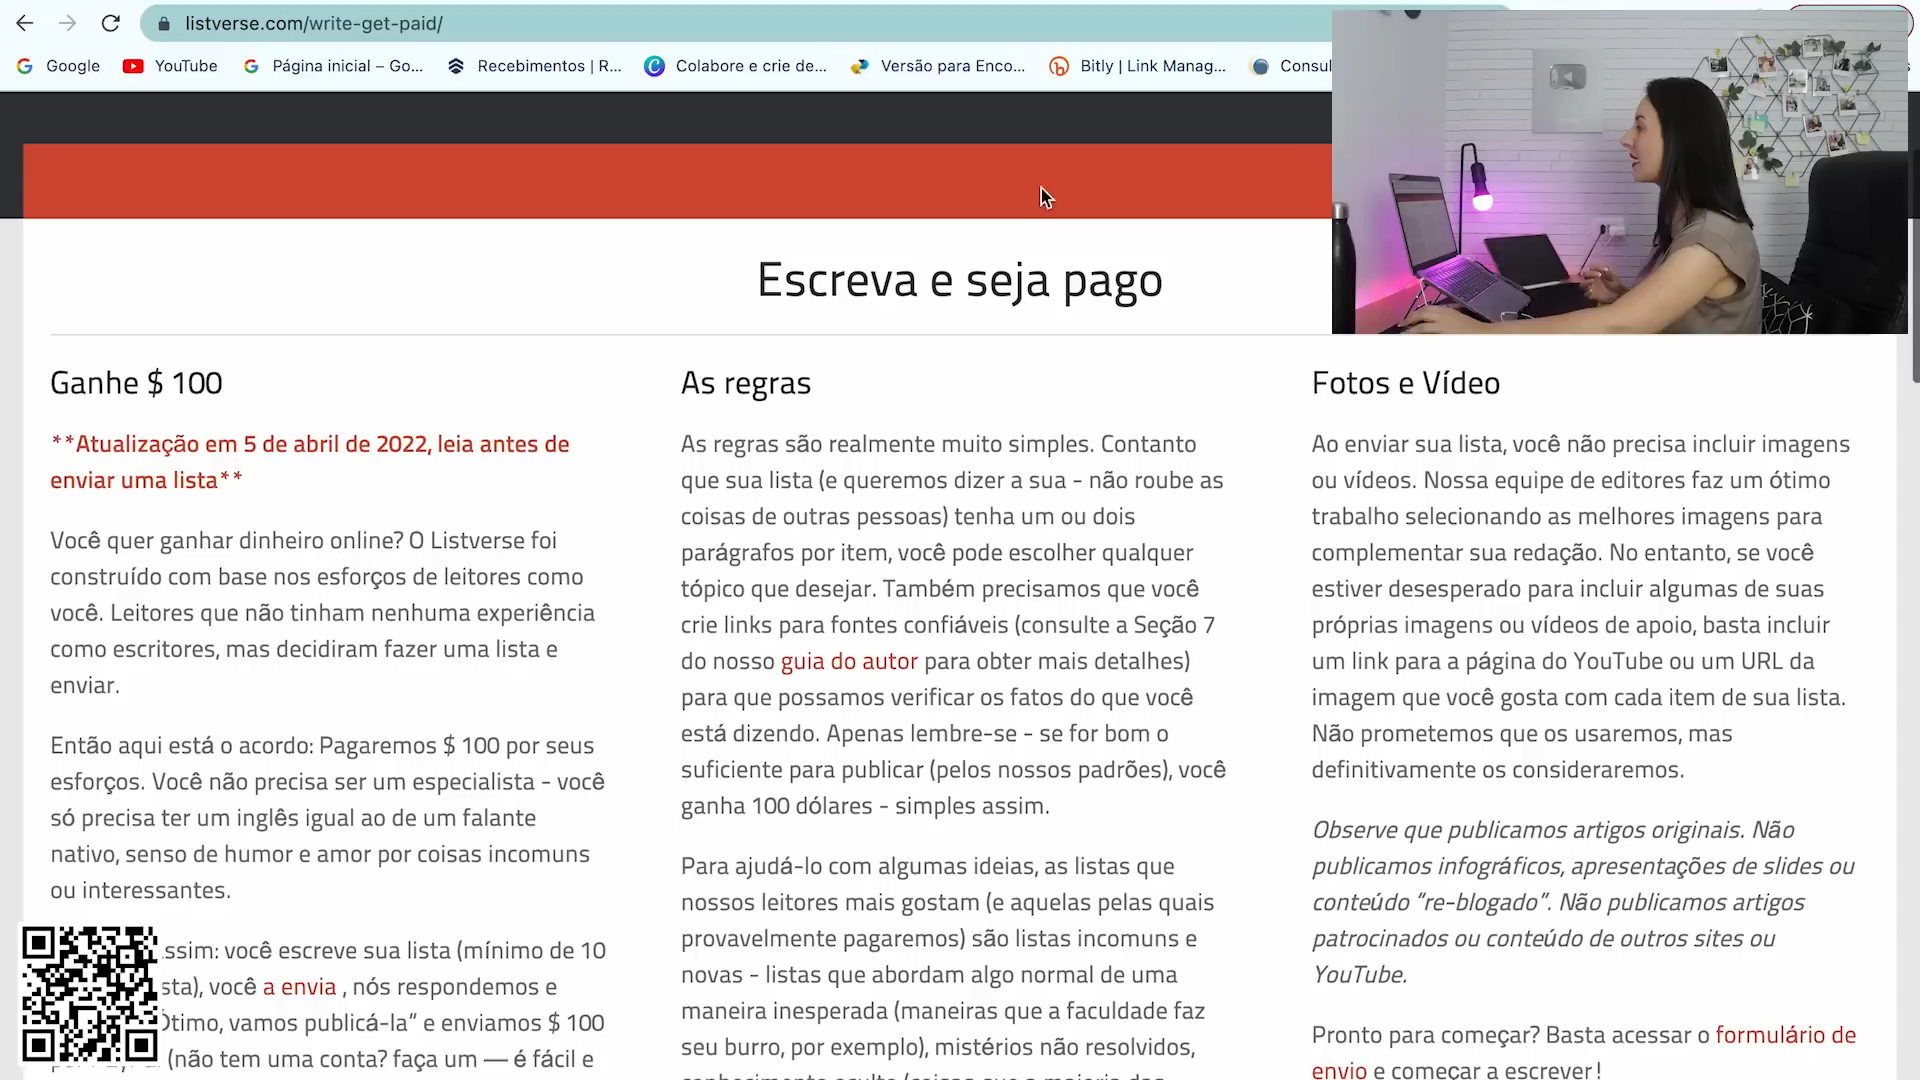 listverse.com/write-get-paid/
Google
YouTube
Página inicial – Go...
Recebimentos | R...
Colabore e crie de...
Versão para Enco...
Bitly | Link Manag...
Consul
Escreva e seja pago
Ganhe $ 100
**Atualização em 5 de abril de 2022, leia antes de
enviar uma lista**
Você quer ganhar dinheiro online? O Listverse foi
construído com base nos esforços de leitores como
você. Leitores que não tinham nenhuma experiência
como escritores, mas decidiram fazer uma lista e
enviar.
Então aqui está o acordo: Pagaremos $ 100 por seus
esforços. Você não precisa ser um especialista - você
só precisa ter um inglês igual ao de um falante
nativo, senso de humor e amor por coisas incomuns
ou interessantes.
ssim: você escreve sua lista (mínimo de 10
sta), você a envia , nós respondemos e
Ótimo, vamos publicá-la” e enviamos $ 100
(não tem uma conta? faça um — é fácil e
As regras
As regras são realmente muito simples. Contanto
que sua lista (e queremos dizer a sua - não roube as
coisas de outras pessoas) tenha um ou dois
parágrafos por item, você pode escolher qualquer
tópico que desejar. Também precisamos que você
crie links para fontes confiáveis (consulte a Seção 7
do nosso guia do autor para obter mais detalhes)
para que possamos verificar os fatos do que você
está dizendo. Apenas lembre-se - se for bom o
suficiente para publicar (pelos nossos padrões), você
ganha 100 dólares - simples assim.
Para ajudá-lo com algumas ideias, as listas que
nossos leitores mais gostam (e aquelas pelas quais
provavelmente pagaremos) são listas incomuns e
novas - listas que abordam algo normal de uma
maneira inesperada (maneiras que a faculdade faz
seu burro, por exemplo), mistérios não resolvidos,
Fotos e Vídeo
Ao enviar sua lista, você não precisa incluir imagens
ou vídeos. Nossa equipe de editores faz um ótimo
trabalho selecionando as melhores imagens para
complementar sua redação. No entanto, se você
estiver desesperado para incluir algumas de suas
próprias imagens ou vídeos de apoio, basta incluir
um link para a página do YouTube ou um URL da
imagem que você gosta com cada item de sua lista.
Não prometemos que os usaremos, mas
definitivamente os consideraremos.
Observe que publicamos artigos originais. Não
publicamos infográficos, apresentações de slides ou
conteúdo “re-blogado”. Não publicamos artigos
patrocinados ou conteúdo de outros sites ou
YouTube.
Pronto para começar? Basta acessar o formulário de
envio e começar a escrever!